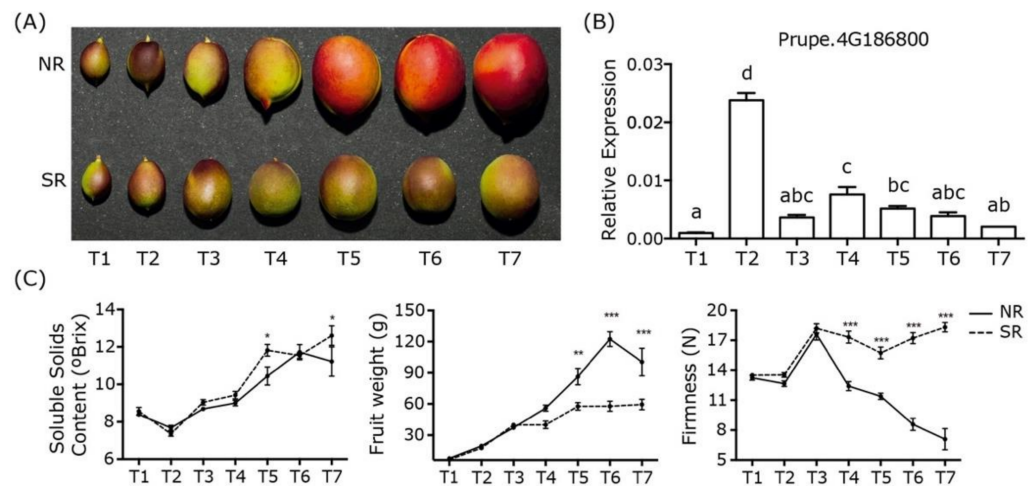 (A)
NR
SR
T1 T2 T3 T4 T5 T6 T7
(B)
Prupe.4G186800
Relative Expression
0.03
0.02
0.01
0.00
a
d
abc
c
bc
abc
ab
T1 T2 T3 T4 T5 T6 T7
(C)
Soluble Solids
Content (ºBrix)
14
12
10
8
6
*
*
T1 T2 T3 T4 T5 T6 T7
Fruit weight (g)
150
120
90
60
30
**
***
***
T1 T2 T3 T4 T5 T6 T7
Firmness (N)
20
17
14
11
8
5
***
***
***
***
T1 T2 T3 T4 T5 T6 T7
NR
SR